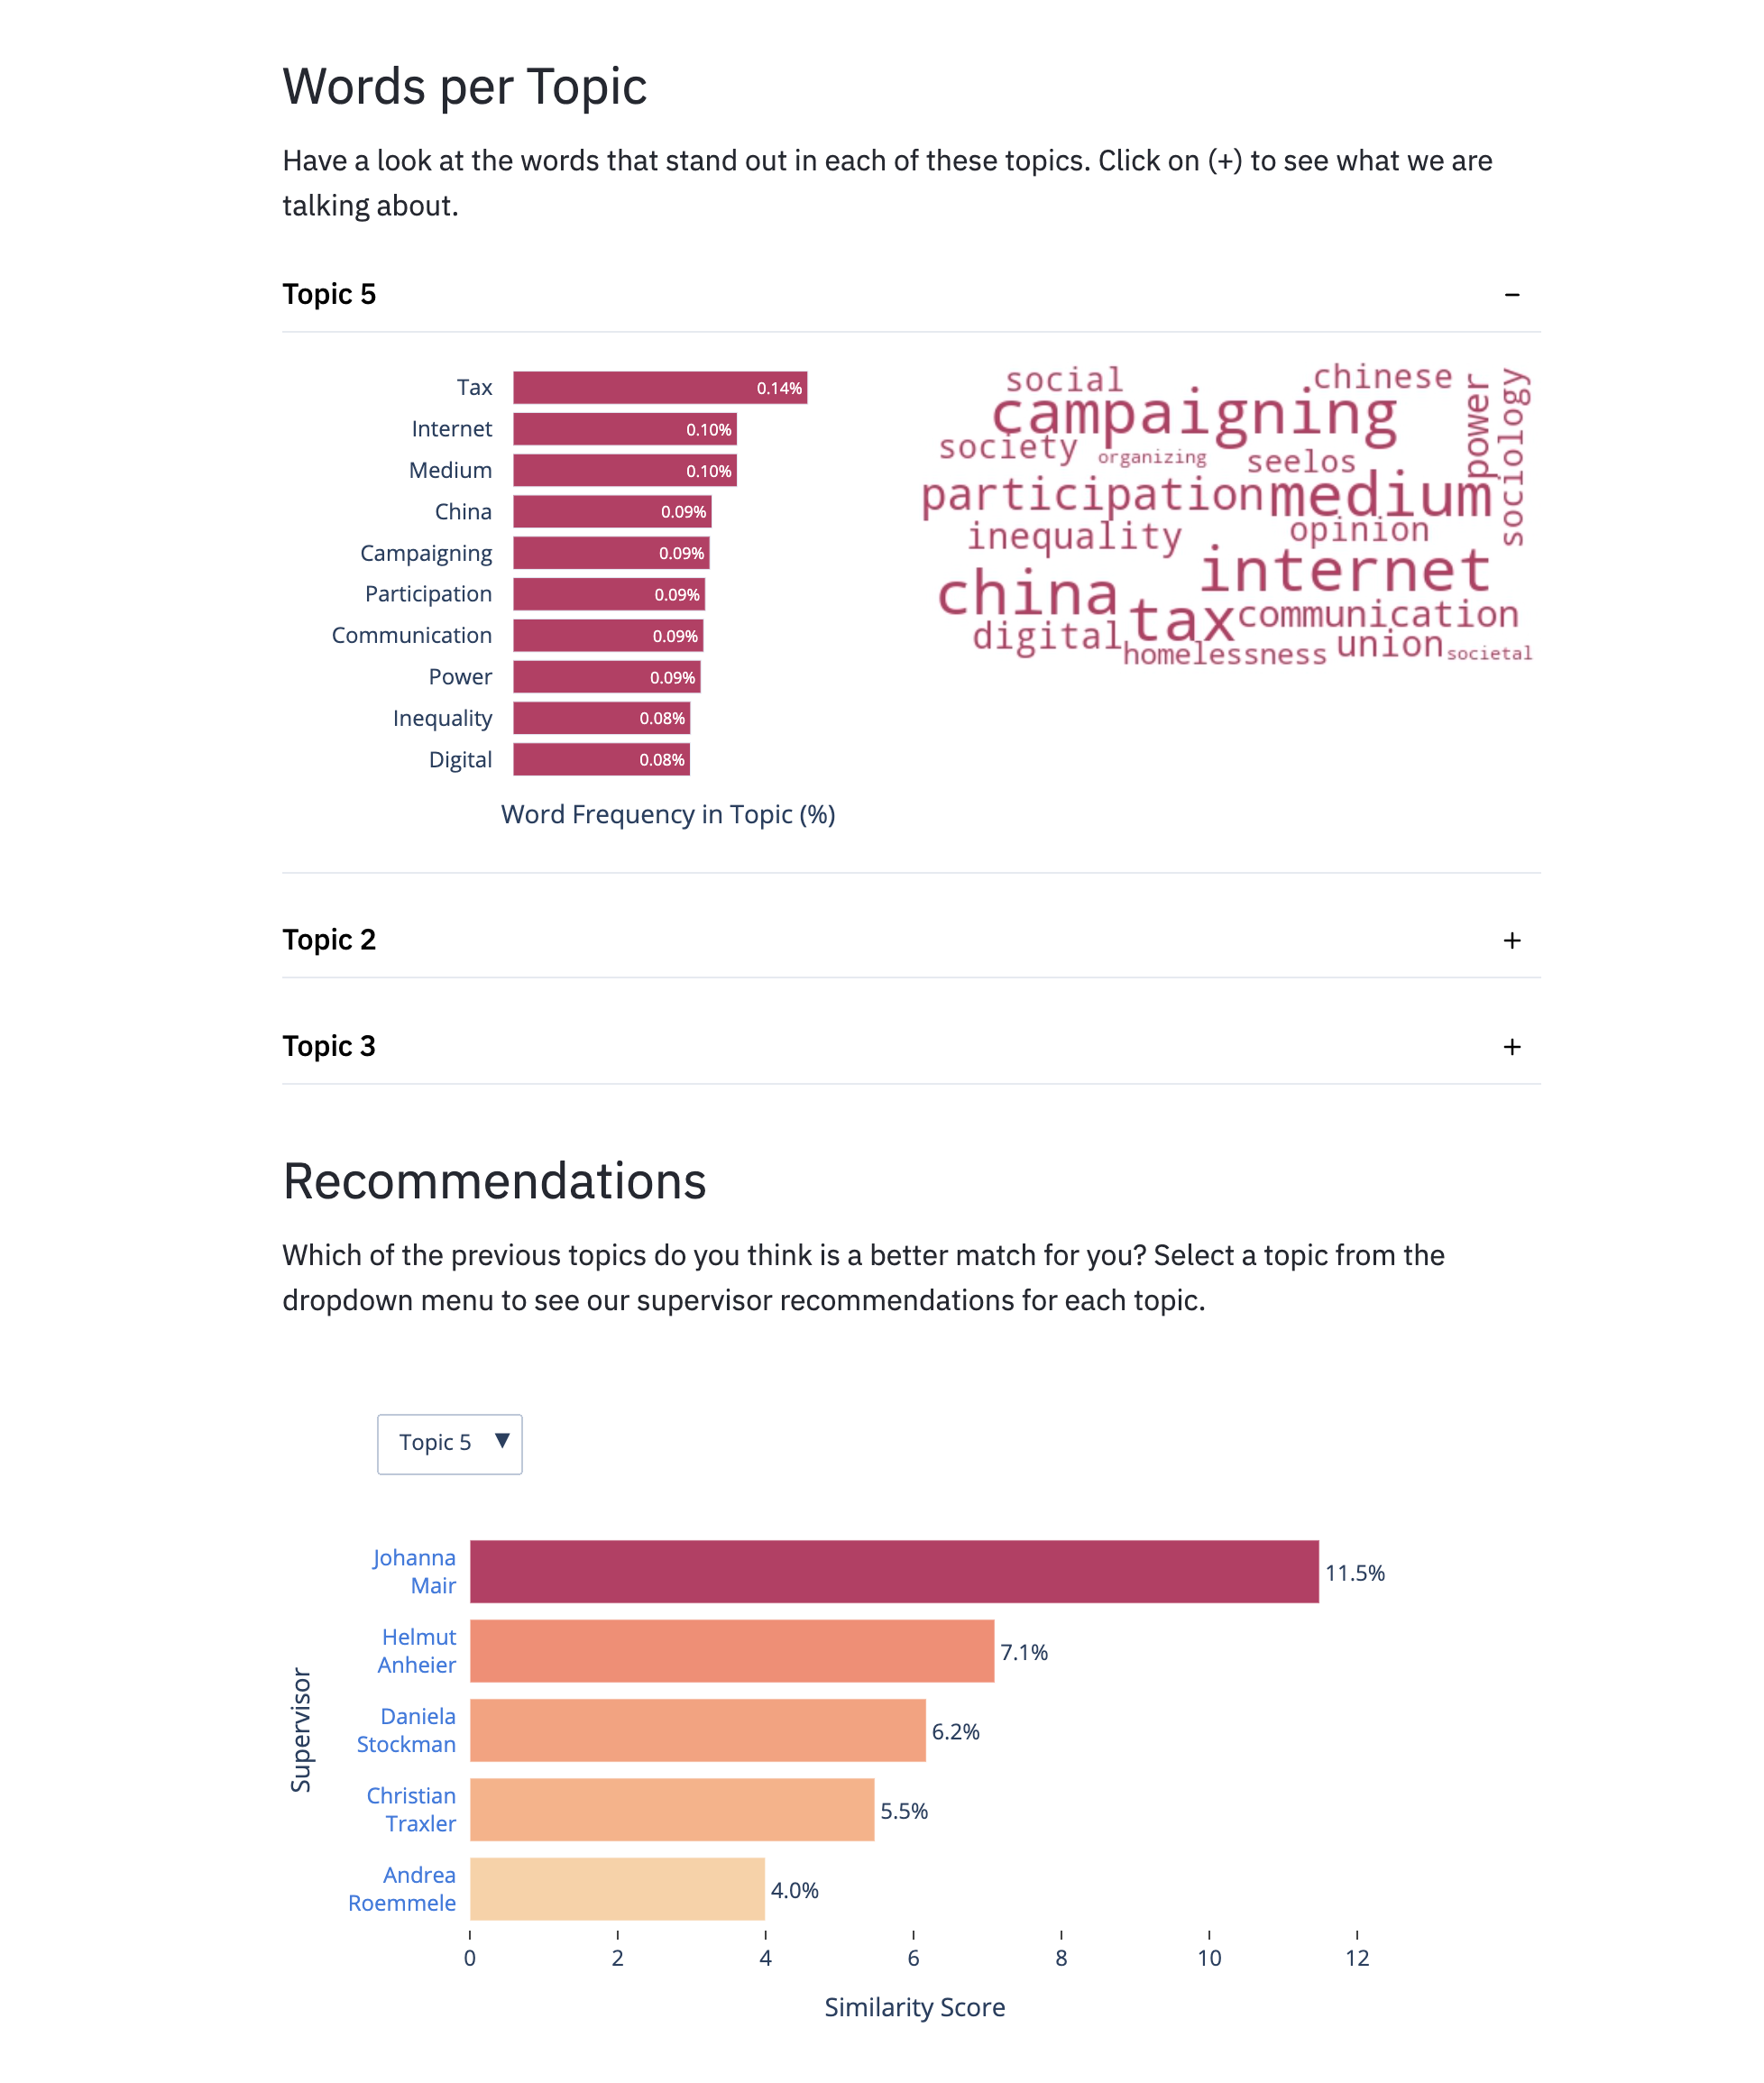 Words per Topic
Have a look at the words that stand out in each of these topics. Click on (+) to see what we are
talking about.
Topic 5
−
Tax 0.14%
Internet 0.10%
Medium 0.10%
China 0.09%
Campaigning 0.09%
Participation 0.09%
Communication 0.09%
Power 0.09%
Inequality 0.08%
Digital 0.08%
Word Frequency in Topic (%)
social
chinese
campaigning
power
sociology
society
organizing
seelos
participation
medium
inequality
opinion
internet
china
tax
communication
digital
homelessness
union
societal
Topic 2
+
Topic 3
+
Recommendations
Which of the previous topics do you think is a better match for you? Select a topic from the
dropdown menu to see our supervisor recommendations for each topic.
Topic 5 ▼
Supervisor
Johanna
Mair
11.5%
Helmut
Anheier
7.1%
Daniela
Stockman
6.2%
Christian
Traxler
5.5%
Andrea
Roemmele
4.0%
0 2 4 6 8 10 12
Similarity Score